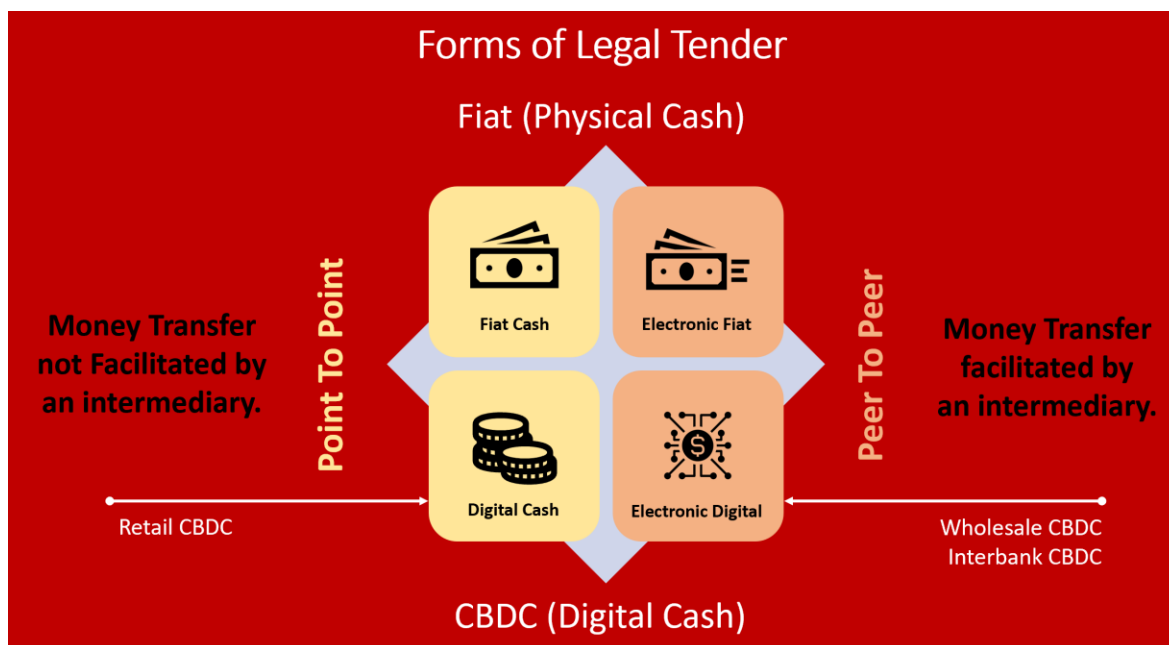 Forms of Legal Tender
Fiat (Physical Cash)
Money Transfer
not Facilitated by
an intermediary.
Point To Point
Fiat Cash
Electronic Fiat
Digital Cash
Electronic Digital
Peer To Peer
Money Transfer
facilitated by
an intermediary.
Retail CBDC
Wholesale CBDC
Interbank CBDC
CBDC (Digital Cash)